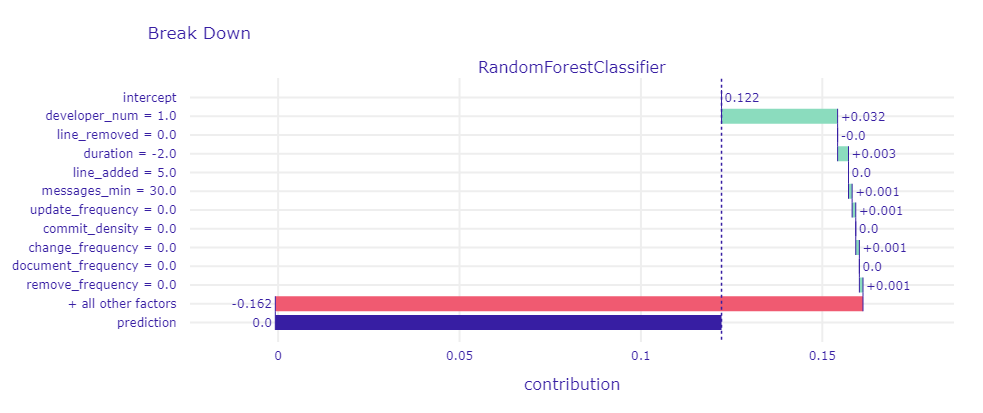 Break Down
RandomForestClassifier
intercept 0.122
developer_num = 1.0 +0.032
line_removed = 0.0 -0.0
duration = -2.0 +0.003
line_added = 5.0 0.0
messages_min = 30.0 +0.001
update_frequency = 0.0 +0.001
commit_density = 0.0 0.0
change_frequency = 0.0 +0.001
document_frequency = 0.0 0.0
remove_frequency = 0.0 +0.001
+ all other factors -0.162
prediction 0.0
0 0.05 0.1 0.15
contribution